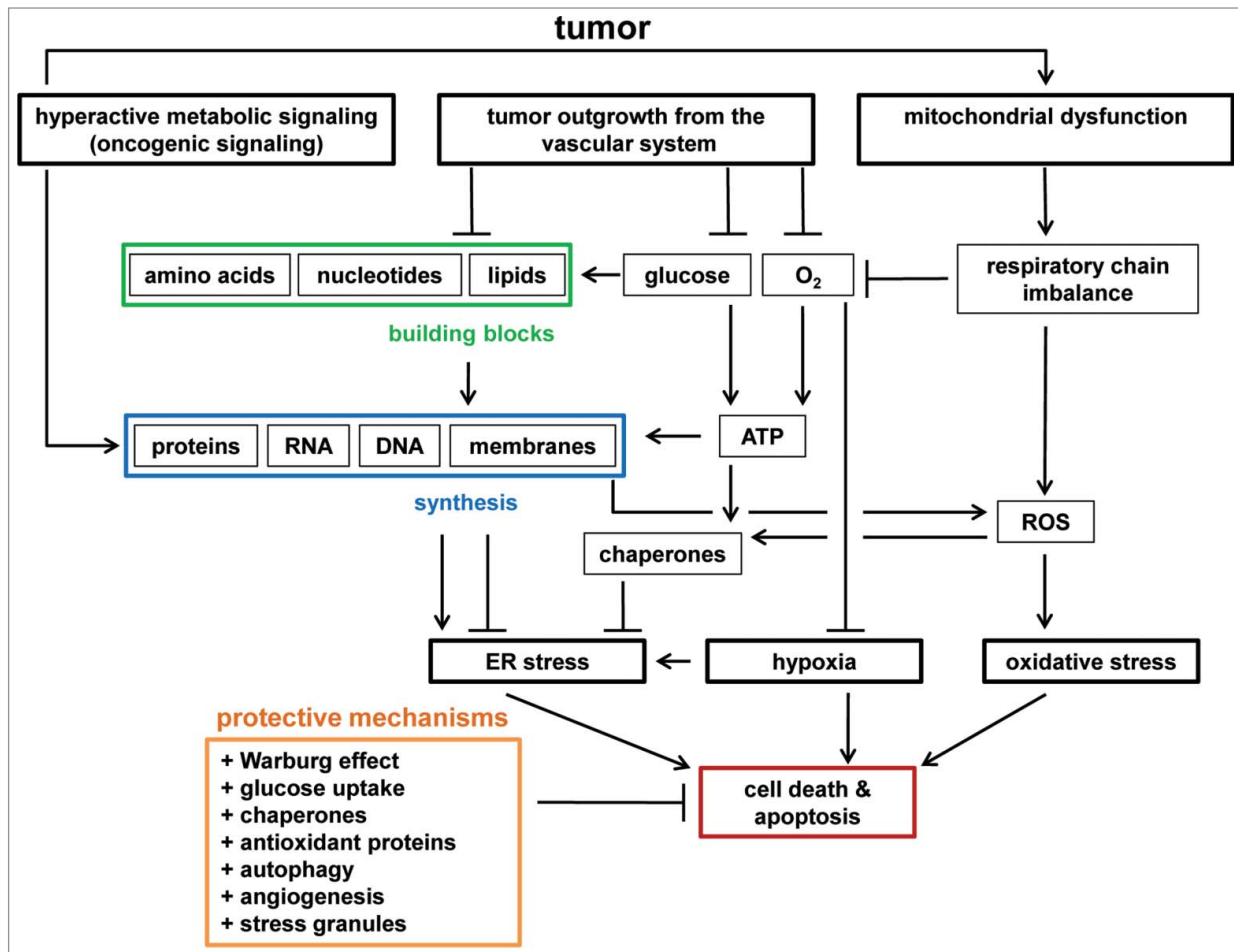 tumor
hyperactive metabolic signaling
(oncogenic signaling)
tumor outgrowth from the
vascular system
mitochondrial dysfunction
amino acids
nucleotides
lipids
glucose
O₂
respiratory chain
imbalance
building blocks
proteins
RNA
DNA
membranes
ATP
synthesis
ROS
chaperones
ER stress
hypoxia
oxidative stress
protective mechanisms
+ Warburg effect
+ glucose uptake
+ chaperones
+ antioxidant proteins
+ autophagy
+ angiogenesis
+ stress granules
cell death &
apoptosis